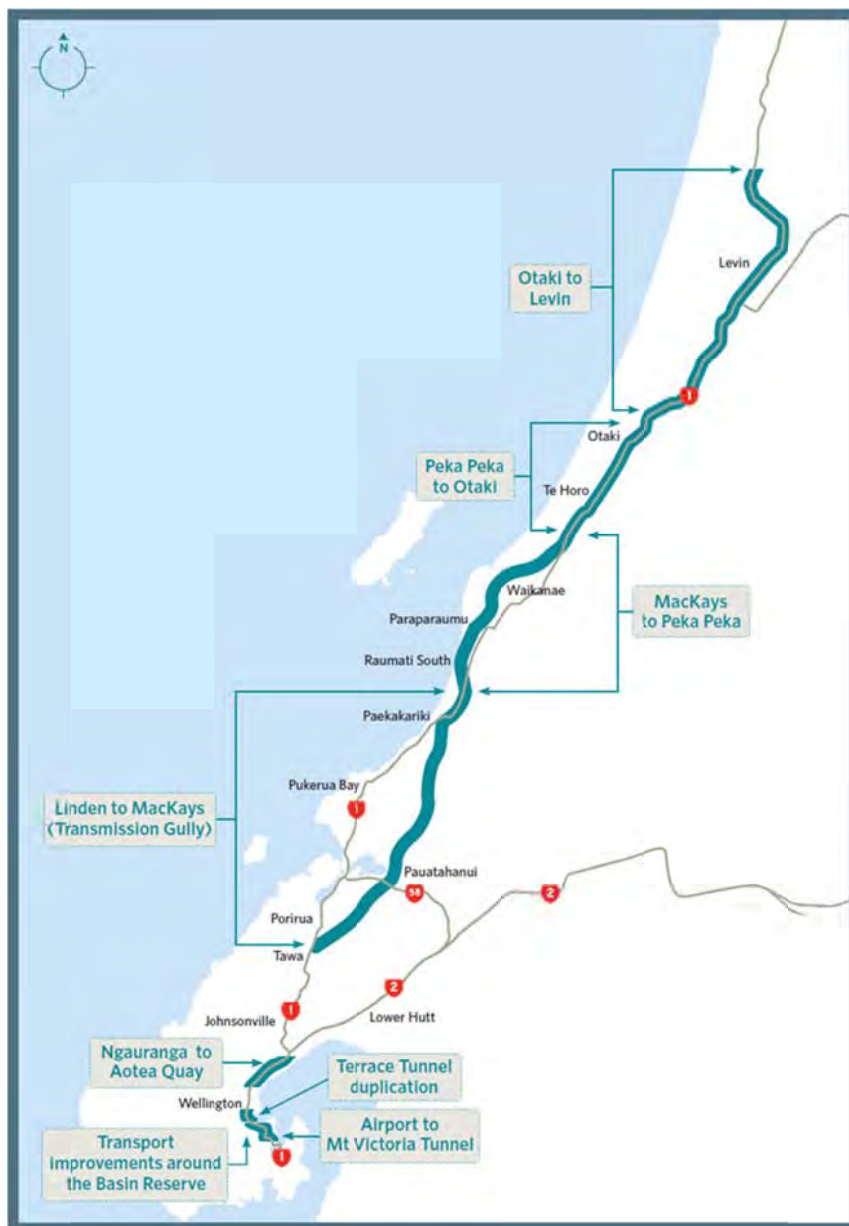 N
Levin
Otaki to
Levin
1
Otaki
Peka Peka
to Otaki
Te Horo
Waikanae
MacKays
to Peka Peka
Paraparaumu
Raumati South
Paekakariki
Pukerua Bay
1
Linden to MacKays
(Transmission Gully)
Pauatahanui
58
2
Porirua
Tawa
2
1
Johnsonville
Lower Hutt
Ngauranga to
Aotea Quay
Terrace Tunnel
duplication
Wellington
Airport to
Mt Victoria Tunnel
Transport
improvements around
the Basin Reserve
1